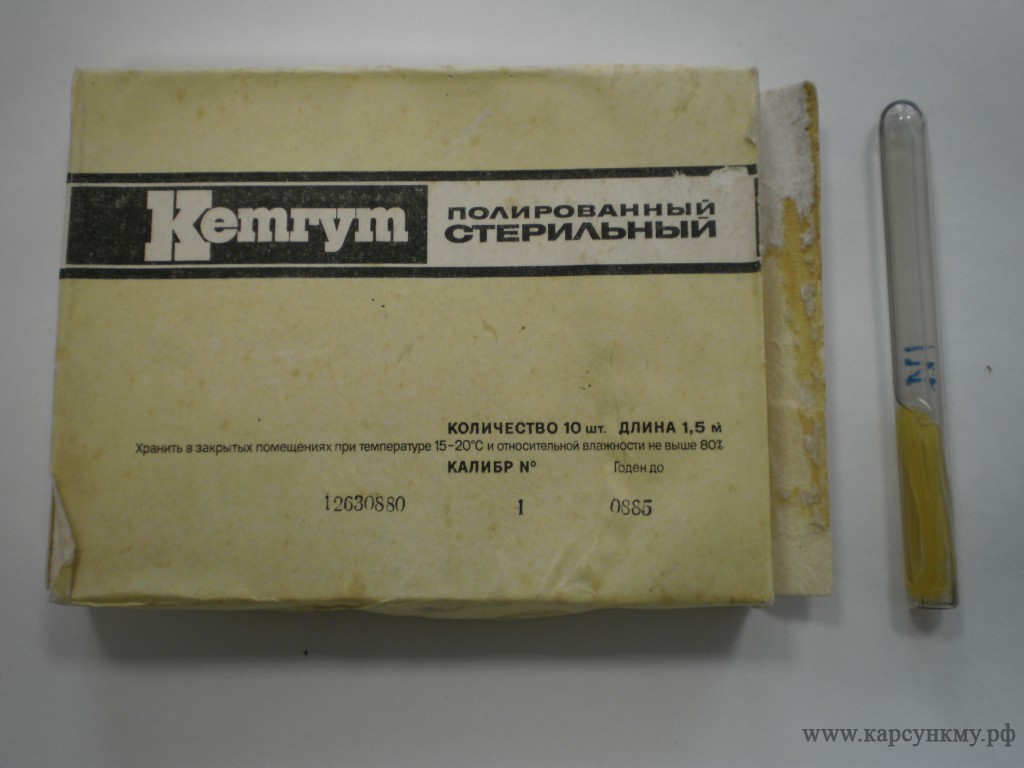 Кетгут
ПОЛИРОВАННЫЙ
СТЕРИЛЬНЫЙ
КОЛИЧЕСТВО 10 шт. ДЛИНА 1,5 м
Хранить в закрытых помещениях при температуре 15–20°С и относительной влажности не выше 80%
КАЛИБР № Годен до
12630880 1 0885
www.карсункму.рф